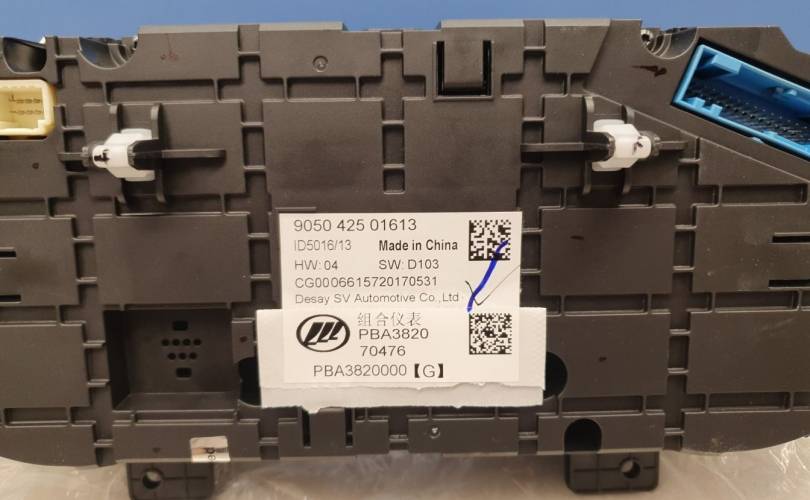 9050 425 01613
ID5016/13 Made in China
HW: 04 SW: D103
CG0006615720170531
Desay SV Automotive Co.,Ltd
组合仪表
PBA3820
70476
PBA3820000【G】